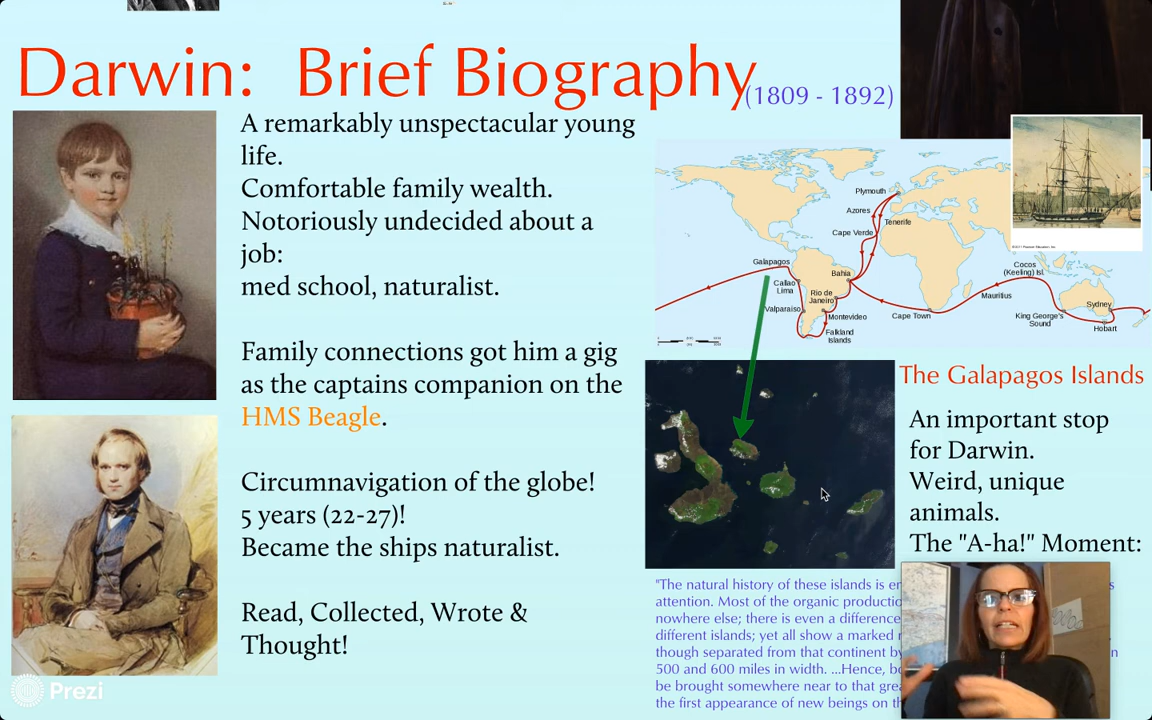 Darwin: Brief Biography
(1809 - 1892)
A remarkably unspectacular young
life.
Comfortable family wealth.
Notoriously undecided about a
job:
med school, naturalist.
Family connections got him a gig
as the captains companion on the
HMS Beagle.
Circumnavigation of the globe!
5 years (22-27)!
Became the ships naturalist.
Read, Collected, Wrote &
Thought!
Plymouth
Azores
Tenerife
Cape Verde
Galapagos
Callao
Lima
Bahia
Rio de
Janeiro
Valparaiso
Montevideo
Falkland
Islands
Cape Town
Mauritius
Cocos
(Keeling) Isl.
King George's
Sound
Sydney
Hobart
The Galapagos Islands
An important stop
for Darwin.
Weird, unique
animals.
The "A-ha!" Moment:
"The natural history of these islands is
attention. Most of the organic
nowhere else; there is even a difference
different islands; yet all show a marked
though separated from that continent by
500 and 600 miles in width. ...Hence,
be brought somewhere near to that
the first appearance of new beings on
Prezi